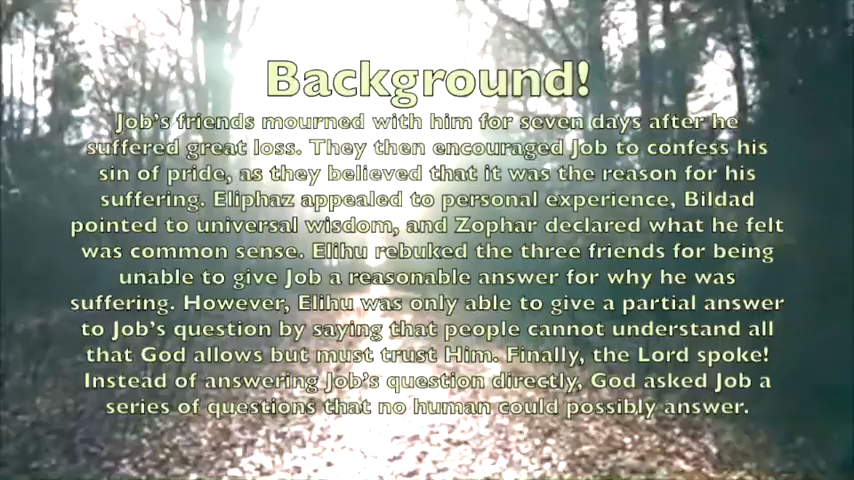 Background!
Job's friends mourned with him for seven days after he
suffered great loss. They then encouraged Job to confess his
sin of pride, as they believed that it was the reason for his
suffering. Eliphaz appealed to personal experience, Bildad
pointed to universal wisdom, and Zophar declared what he felt
was common sense. Elihu rebuked the three friends for being
unable to give Job a reasonable answer for why he was
suffering. However, Elihu was only able to give a partial answer
to Job's question by saying that people cannot understand all
that God allows but must trust Him. Finally, the Lord spoke!
Instead of answering Job's question directly, God asked Job a
series of questions that no human could possibly answer.